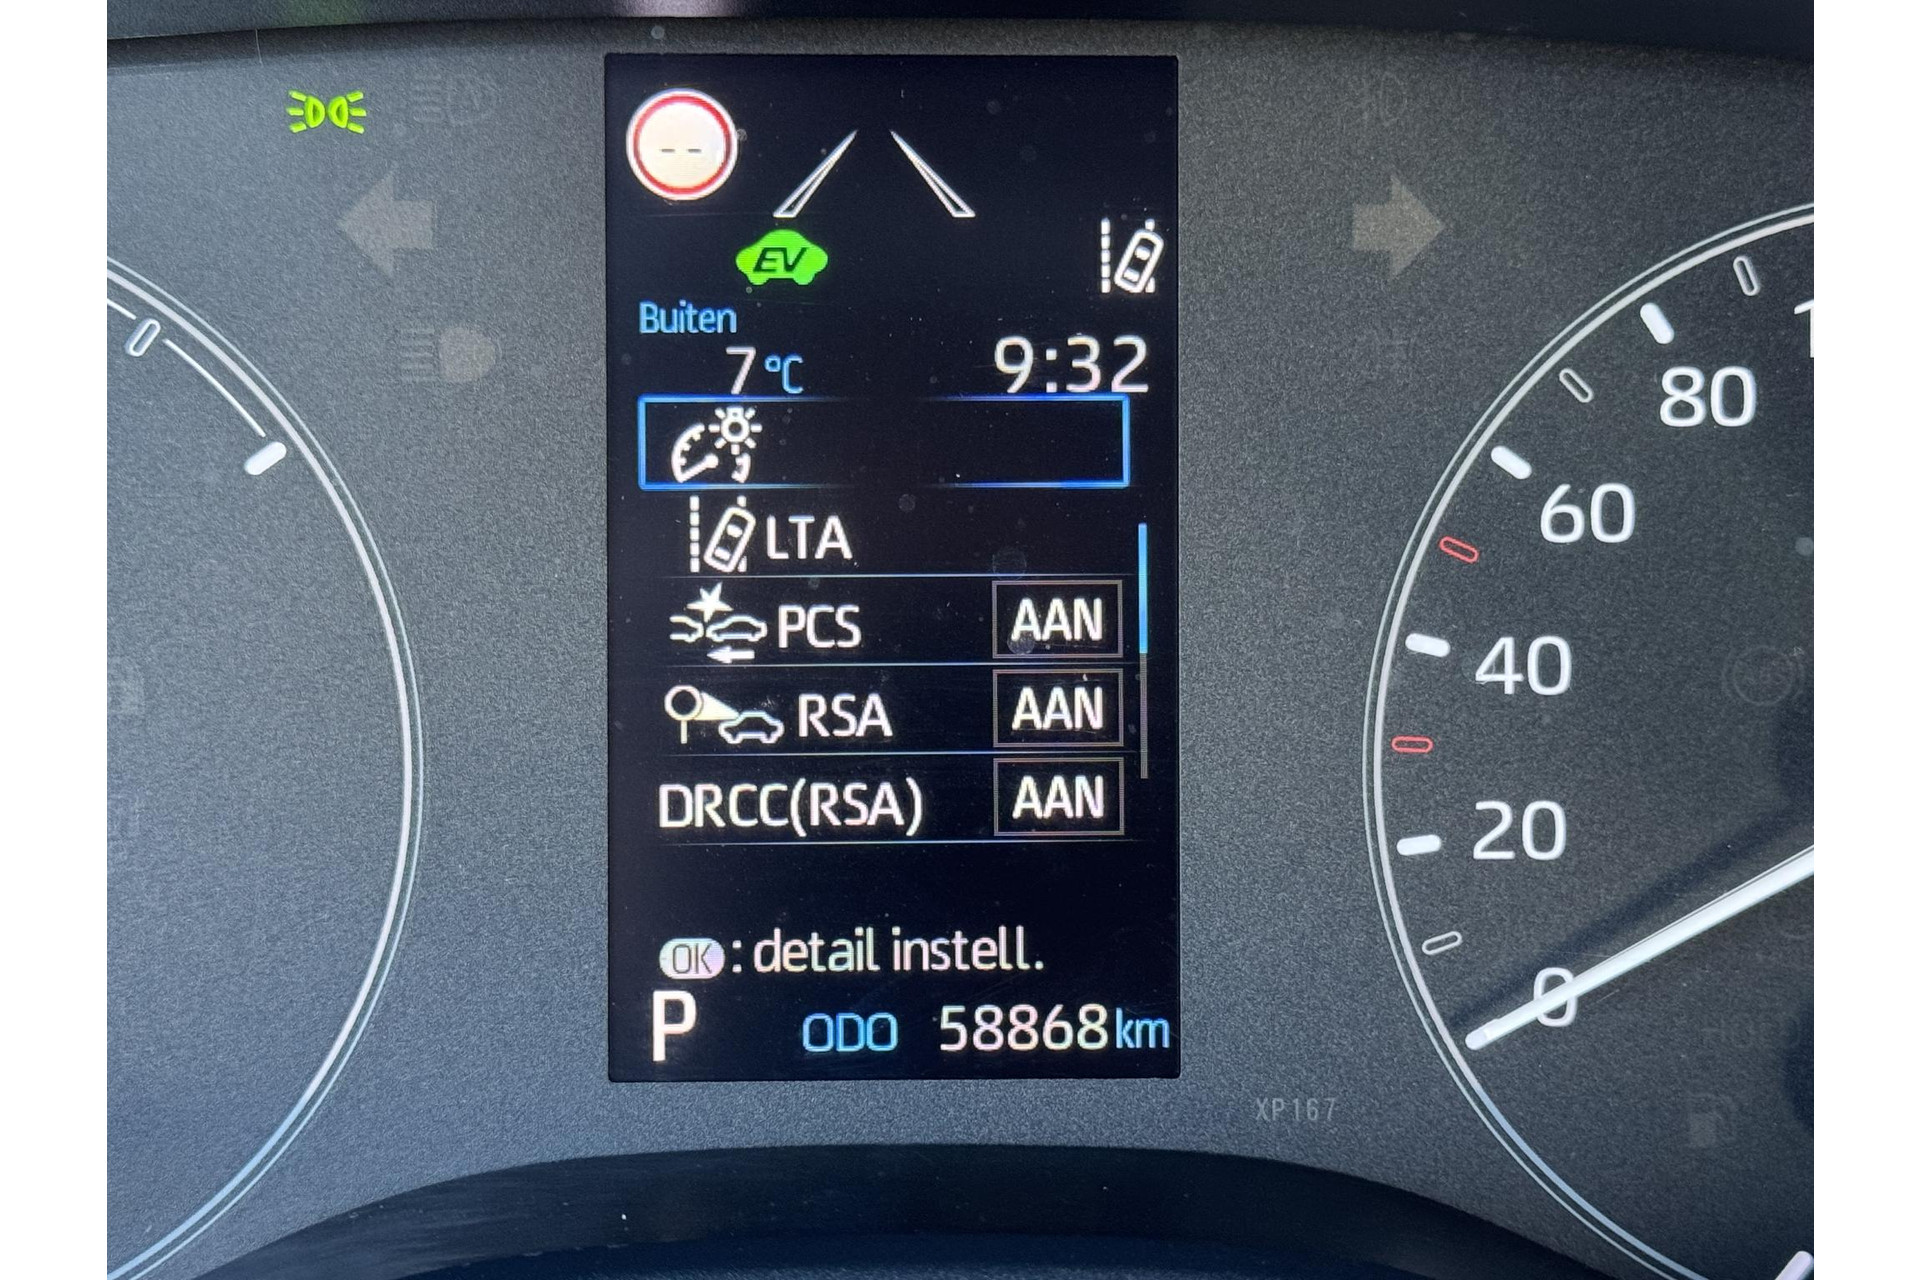 --
EV
Buiten
7 °C
9:32
LTA
PCS AAN
RSA AAN
DRCC(RSA) AAN
OK : detail instell.
P ODO 58868 km
80
60
40
20
0
XP167